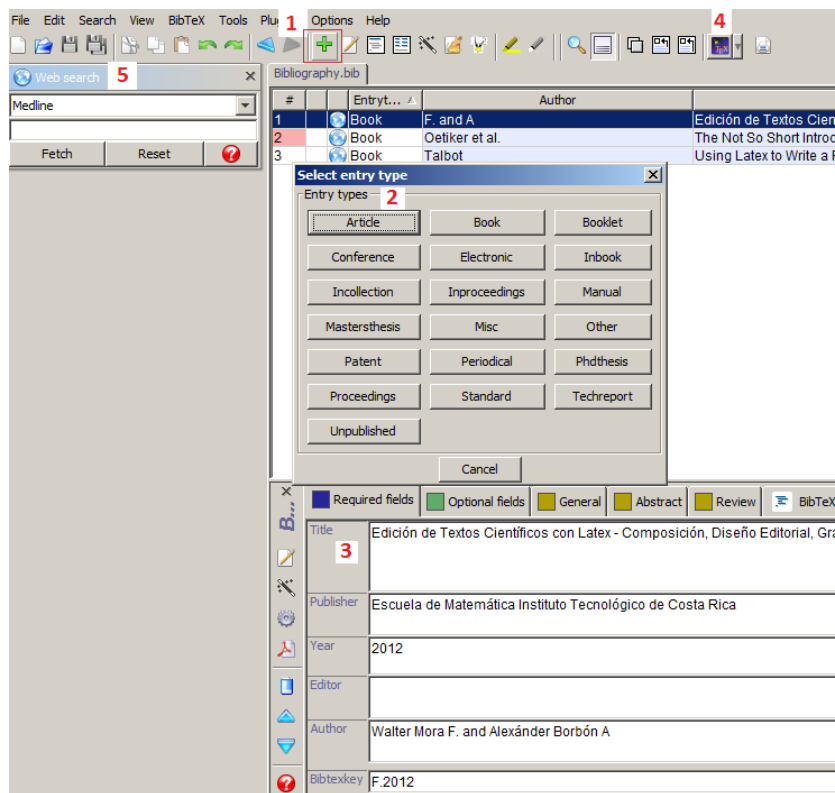 File Edit Search View BibTeX Tools Plu 1 Options Help
4
Web search 5
Bibliography.bib
Medline
Fetch Reset
# Entryt... Author
1 Book F. and A Edición de Textos Cien
2 Book Oetiker et al. The Not So Short Introc
3 Book Talbot Using Latex to Write a F
Select entry type
Entry types 2
Article Book Booklet
Conference Electronic Inbook
Incollection Inproceedings Manual
Mastersthesis Misc Other
Patent Periodical Phdthesis
Proceedings Standard Techreport
Unpublished
Cancel
B...
Required fields Optional fields General Abstract Review BibTeX
Title Edición de Textos Científicos con Latex - Composición, Diseño Editorial, Gra
3
Publisher Escuela de Matemática Instituto Tecnológico de Costa Rica
Year 2012
Editor
Author Walter Mora F. and Alexánder Borbón A
Bibtexkey F.2012